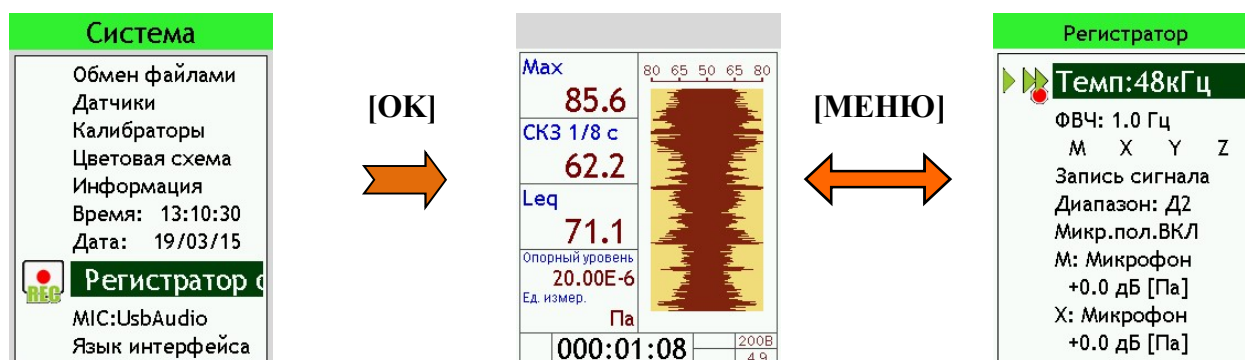 Система
Обмен файлами
Датчики
Калибраторы
Цветовая схема
Информация
Время: 13:10:30
Дата: 19/03/15
REC
Регистратор с
MIC:UsbAudio
Язык интерфейса
[ОК]
Max
85.6
СКЗ 1/8 с
62.2
Leq
71.1
Опорный уровень
20.00E-6
Ед. измер.
Па
80 65 50 65 80
000:01:08
200В
4.9
[МЕНЮ]
Регистратор
Темп:48кГц
ФВЧ: 1.0 Гц
M X Y Z
Запись сигнала
Диапазон: Д2
Микр.пол.ВКЛ
М: Микрофон
+0.0 дБ [Па]
X: Микрофон
+0.0 дБ [Па]